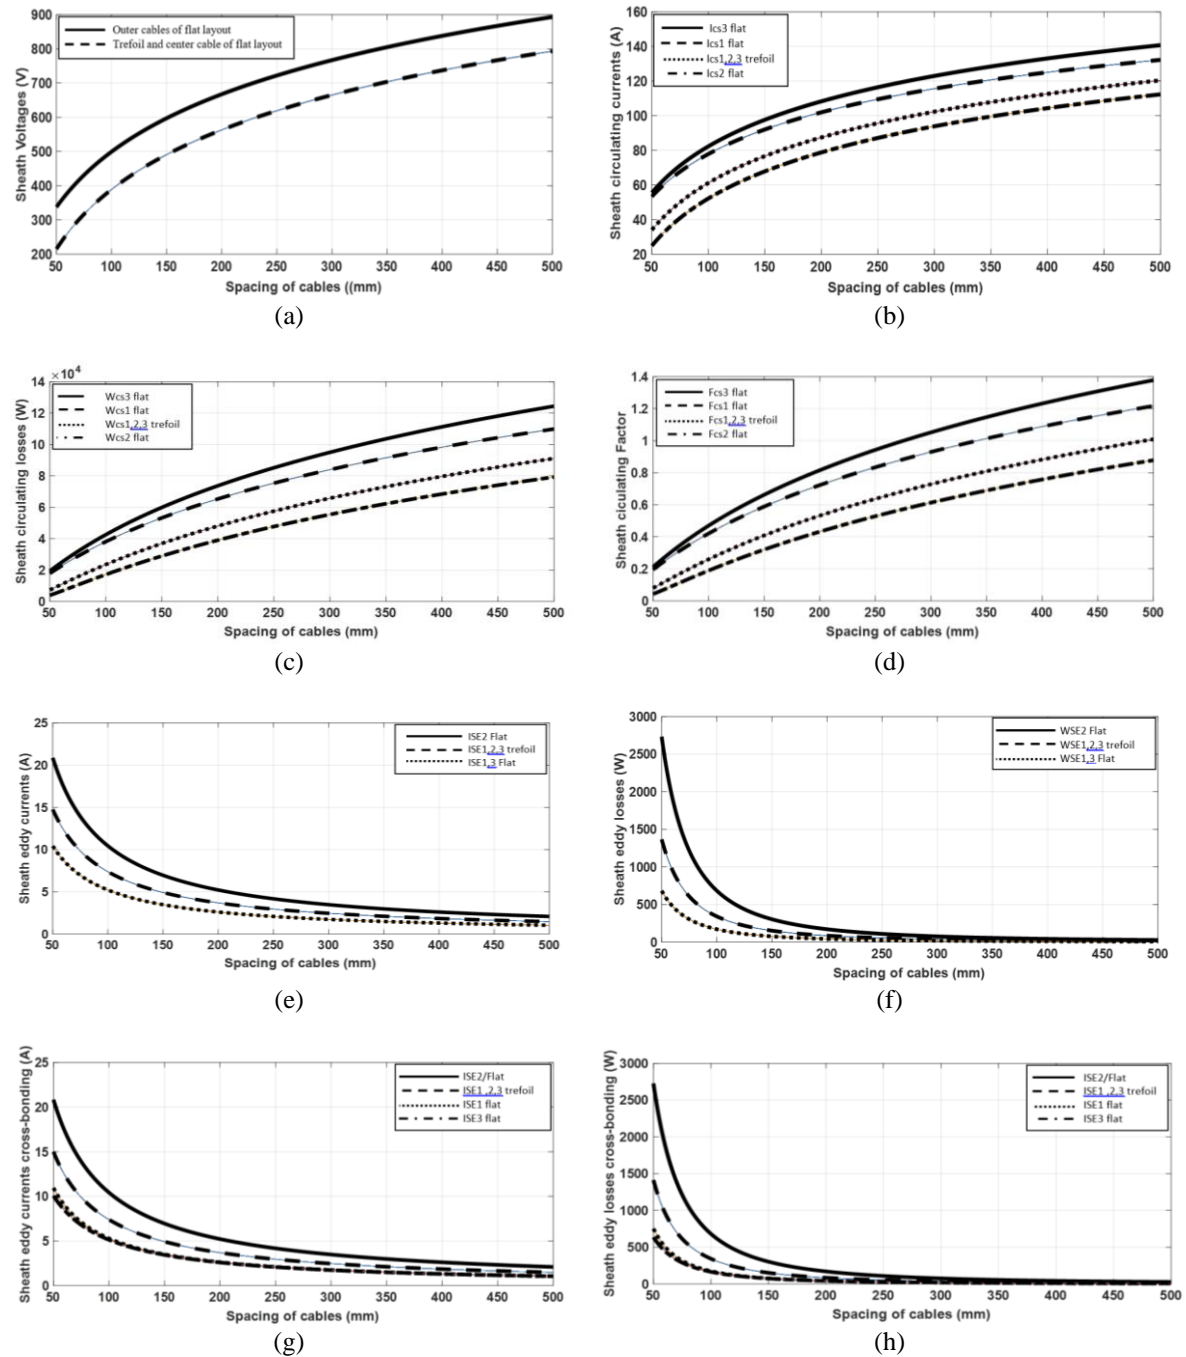 Outer cables of flat layout
Trefoil and center cable of flat layout
Sheath Voltages (V)
900
800
700
600
500
400
300
200
50
100
150
200
250
300
350
400
450
500
Spacing of cables ((mm)
(a)
Ics3 flat
Ics1 flat
Ics1,2,3 trefoil
Ics2 flat
Sheath circulating currents (A)
160
140
120
100
80
60
40
20
50
100
150
200
250
300
350
400
450
500
Spacing of cables (mm)
(b)
×10⁴
Wcs3 flat
Wcs1 flat
Wcs1,2,3 trefoil
Wcs2 flat
Sheath circulating losses (W)
14
12
10
8
6
4
2
0
50
100
150
200
250
300
350
400
450
500
Spacing of cables (mm)
(c)
Fcs3 flat
Fcs1 flat
Fcs1,2,3 trefoil
Fcs2 flat
Sheath ciculating Factor
1.4
1.2
1
0.8
0.6
0.4
0.2
0
50
100
150
200
250
300
350
400
450
500
Spacing of cables (mm)
(d)
ISE2 Flat
ISE1,2,3 trefoil
ISE1,3 Flat
Sheath eddy currents (A)
25
20
15
10
5
0
50
100
150
200
250
300
350
400
450
500
Spacing of cables (mm)
(e)
WSE2 Flat
WSE1,2,3 trefoil
WSE1,3 Flat
Sheath eddy losses (W)
3000
2500
2000
1500
1000
500
0
50
100
150
200
250
300
350
400
450
500
Spacing of cables (mm)
(f)
ISE2/Flat
ISE1 ,2,3 trefoil
ISE1 flat
ISE3 flat
Sheath eddy currents cross-bonding (A)
25
20
15
10
5
0
50
100
150
200
250
300
350
400
450
500
Spacing of cables (mm)
(g)
ISE2/Flat
ISE1 ,2,3 trefoil
ISE1 flat
ISE3 flat
Sheath eddy losses cross-bonding (W)
3000
2500
2000
1500
1000
500
0
50
100
150
200
250
300
350
400
450
500
Spacing of cables (mm)
(h)